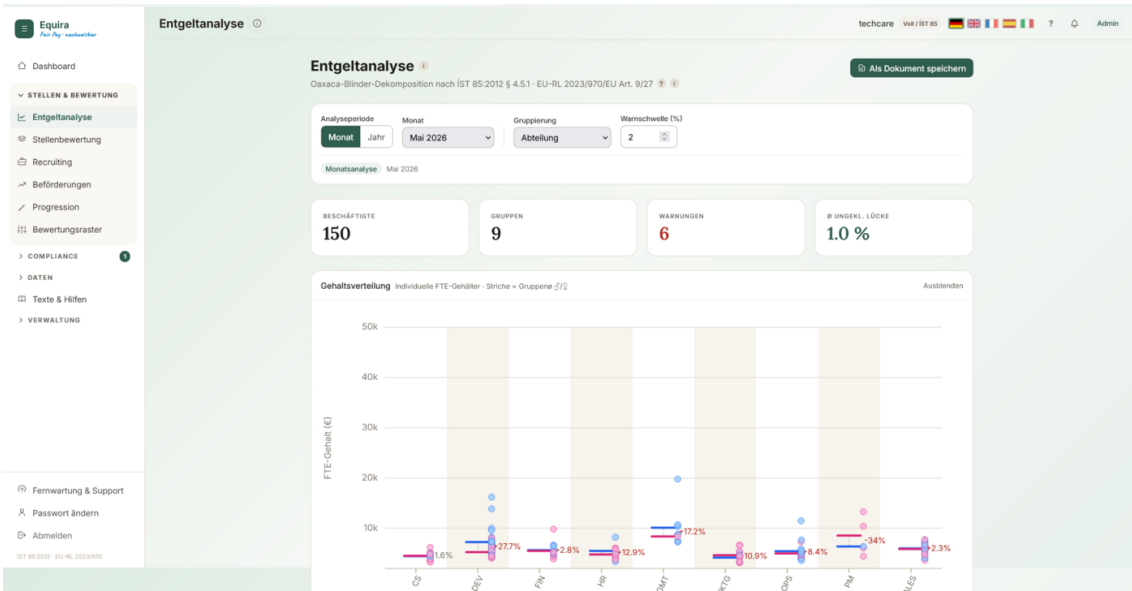 Equira
Fair Pay · nachweisbar
Dashboard
STELLEN & BEWERTUNG
Entgeltanalyse
Stellenbewertung
Recruiting
Beförderungen
Progression
Bewertungsraster
COMPLIANCE 1
DATEN
Texte & Hilfen
VERWALTUNG
Fernwartung & Support
Passwort ändern
Abmelden
İST 85:2012 · EU-RL 2023/970
Entgeltanalyse
techcare Voll / İST 85 ? Admin
Entgeltanalyse
Als Dokument speichern
Oaxaca-Blinder-Dekomposition nach İST 85:2012 § 4.5.1 · EU-RL 2023/970/EU Art. 9/27 ? i
Analyseperiode Monat Gruppierung Warnschwelle (%)
Monat Jahr Mai 2026 Abteilung 2
Monatsanalyse Mai 2026
BESCHÄFTIGTE GRUPPEN WARNUNGEN Ø UNGEKL. LÜCKE
150 9 6 1.0 %
Gehaltsverteilung Individuelle FTE-Gehälter · Striche = Gruppenø ♂/♀ Ausblenden
50k
40k
30k
20k
10k
FTE-Gehalt (€)
1.6% +27.7% +2.8% +12.9% +17.2% 10.9% +8.4% -34% +2.3%
CS DEV FIN HR OPS PM